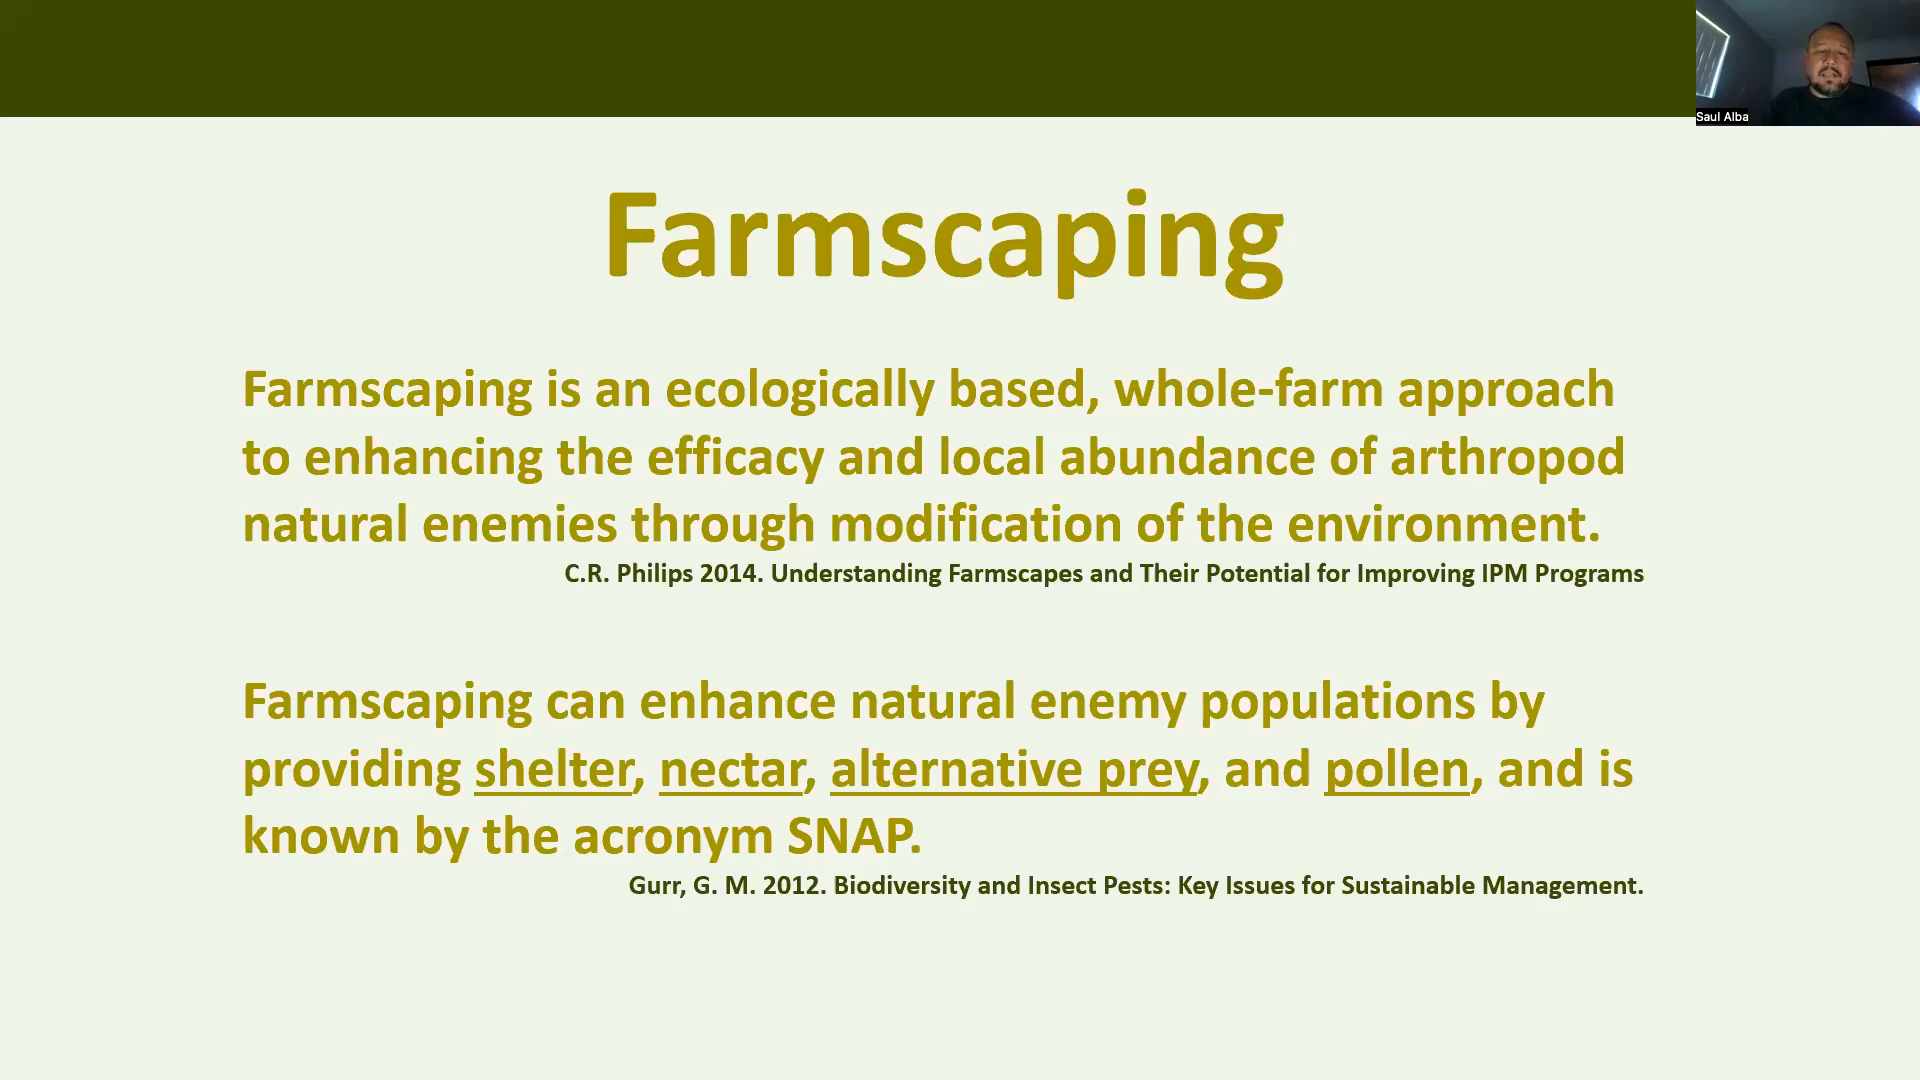 Saul Alba
Farmscaping
Farmscaping is an ecologically based, whole-farm approach
to enhancing the efficacy and local abundance of arthropod
natural enemies through modification of the environment.
C.R. Philips 2014. Understanding Farmscapes and Their Potential for Improving IPM Programs
Farmscaping can enhance natural enemy populations by
providing shelter, nectar, alternative prey, and pollen, and is
known by the acronym SNAP.
Gurr, G. M. 2012. Biodiversity and Insect Pests: Key Issues for Sustainable Management.